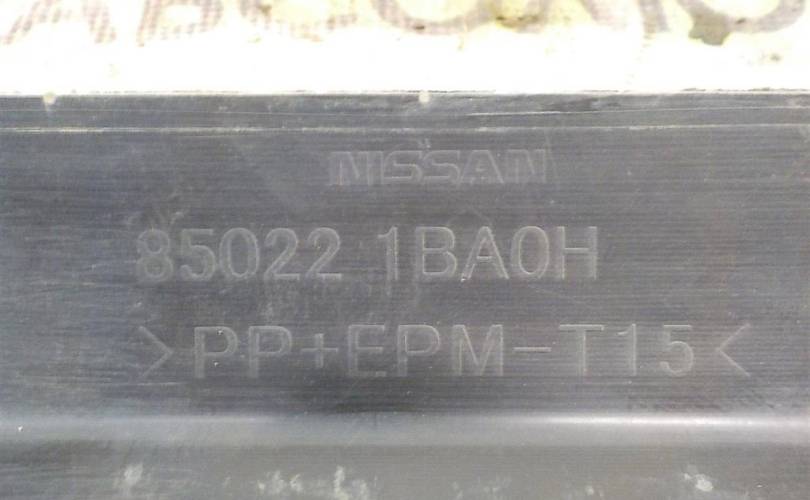 NISSAN
85022 1BA0H
>PP+EPM-T15<